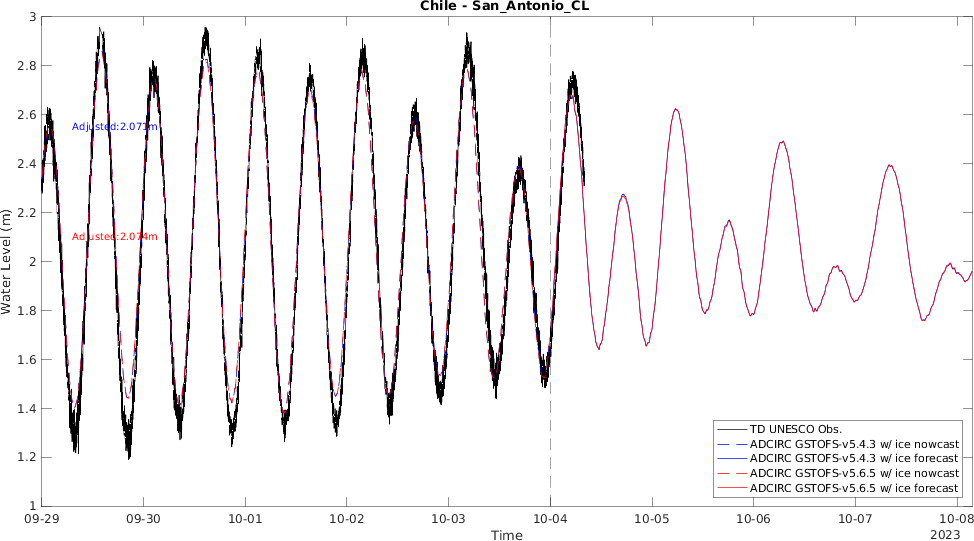 Chile - San_Antonio_CL
3
2.8
2.6
2.4
2.2
2
1.8
1.6
1.4
1.2
1
Water Level (m)
Adjusted:2.071m
Adjusted:2.074m
TD UNESCO Obs.
ADCIRC GSTOFS-v5.4.3 w/ ice nowcast
ADCIRC GSTOFS-v5.4.3 w/ ice forecast
ADCIRC GSTOFS-v5.6.5 w/ ice nowcast
ADCIRC GSTOFS-v5.6.5 w/ ice forecast
09-29 09-30 10-01 10-02 10-03 10-04 10-05 10-06 10-07 10-08
Time
2023